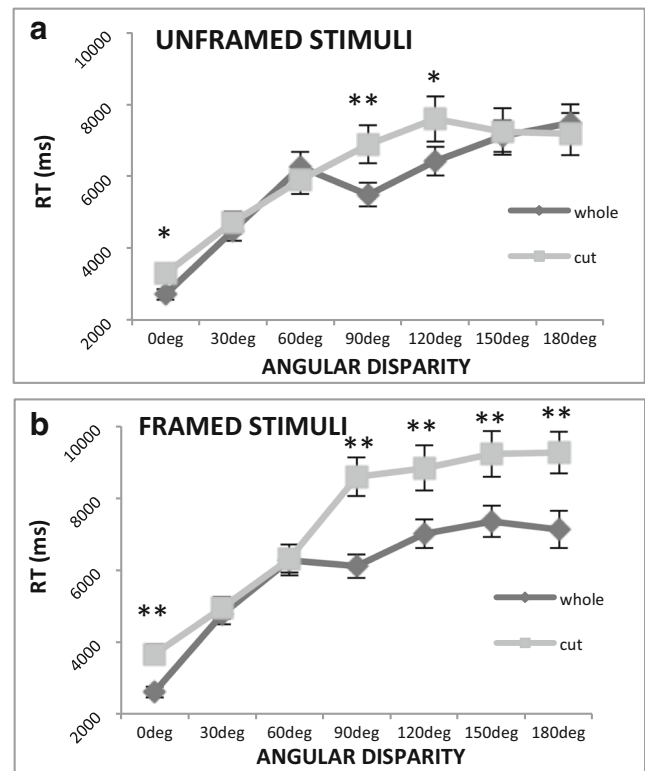 a
UNFRAMED STIMULI
10000
8000
6000
4000
2000
RT (ms)
*
**
*
whole
cut
0deg 30deg 60deg 90deg 120deg 150deg 180deg
ANGULAR DISPARITY
b
FRAMED STIMULI
10000
8000
6000
4000
2000
RT (ms)
**
**
**
**
**
whole
cut
0deg 30deg 60deg 90deg 120deg 150deg 180deg
ANGULAR DISPARITY